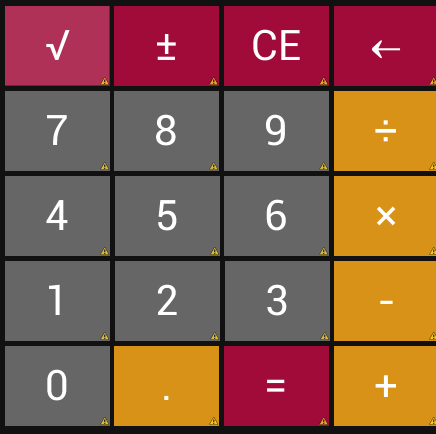 √ ± CE ←
7 8 9 ÷
4 5 6 ×
1 2 3 -
0 . = +